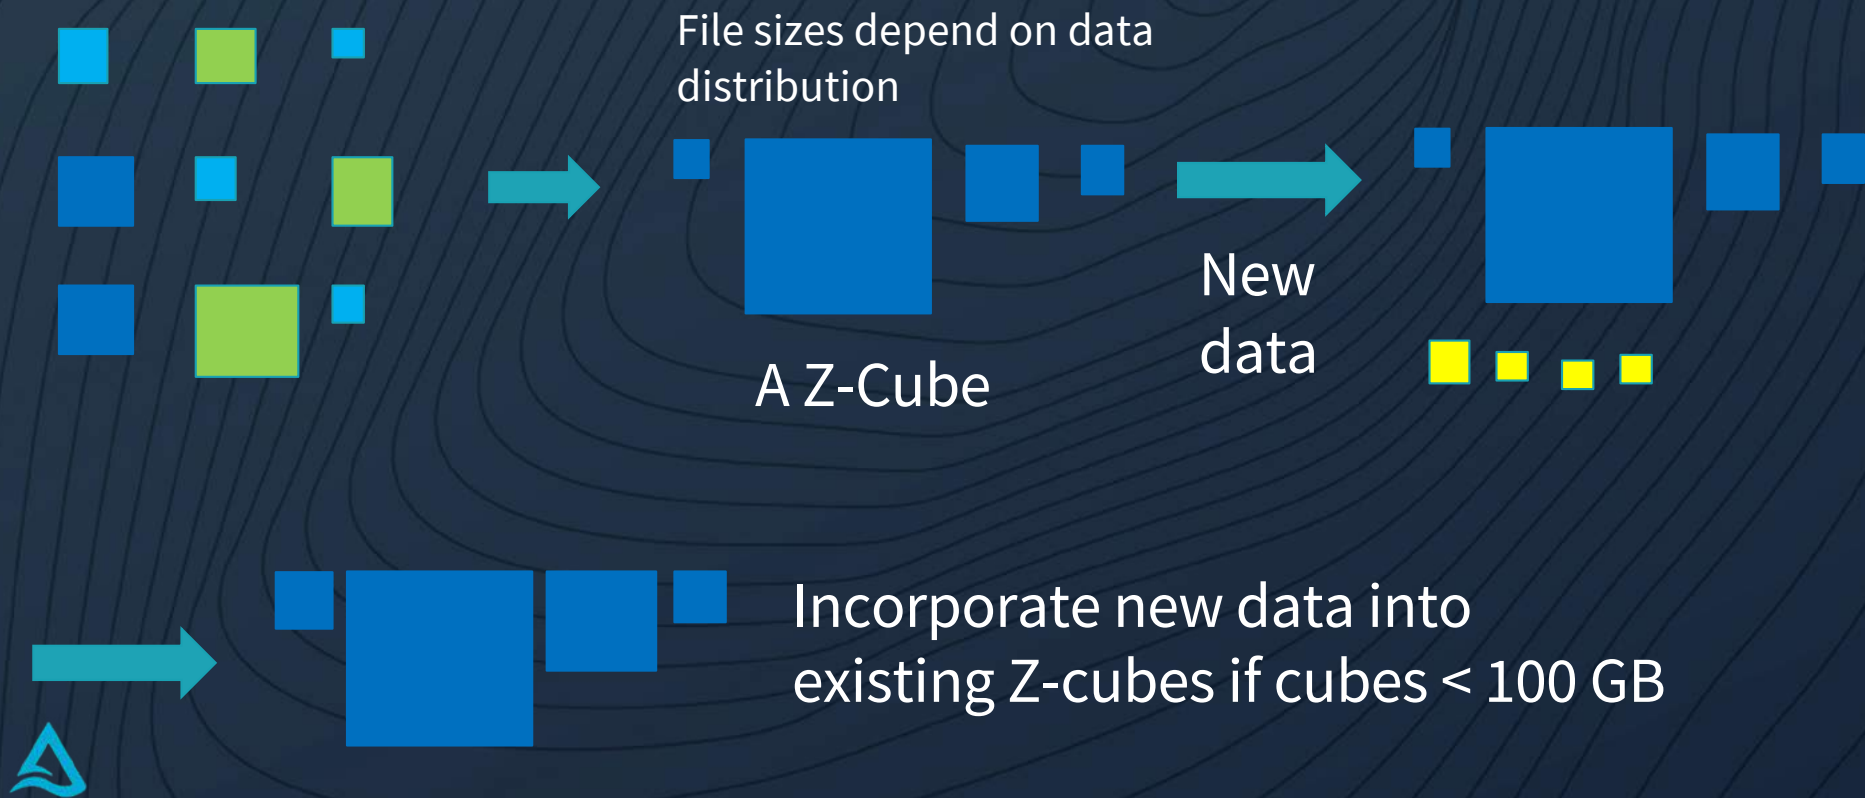 File sizes depend on data
distribution
A Z-Cube
New
data
Incorporate new data into
existing Z-cubes if cubes < 100 GB